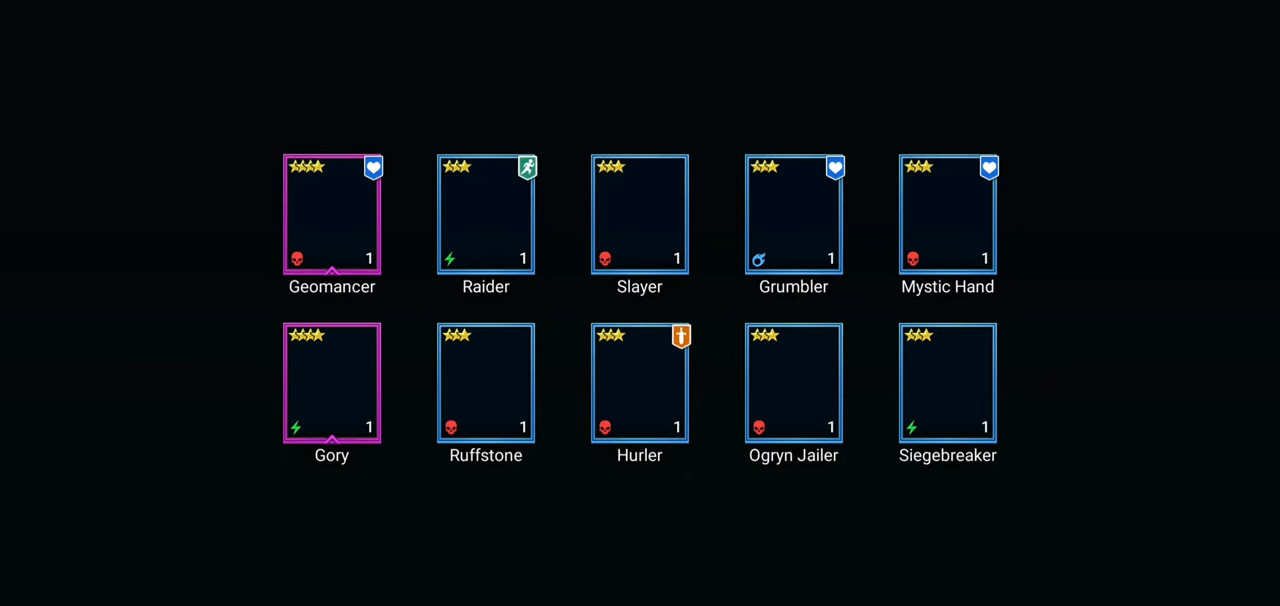 1 1 1 1 1
Geomancer Raider Slayer Grumbler Mystic Hand
1 1 1 1 1
Gory Ruffstone Hurler Ogryn Jailer Siegebreaker